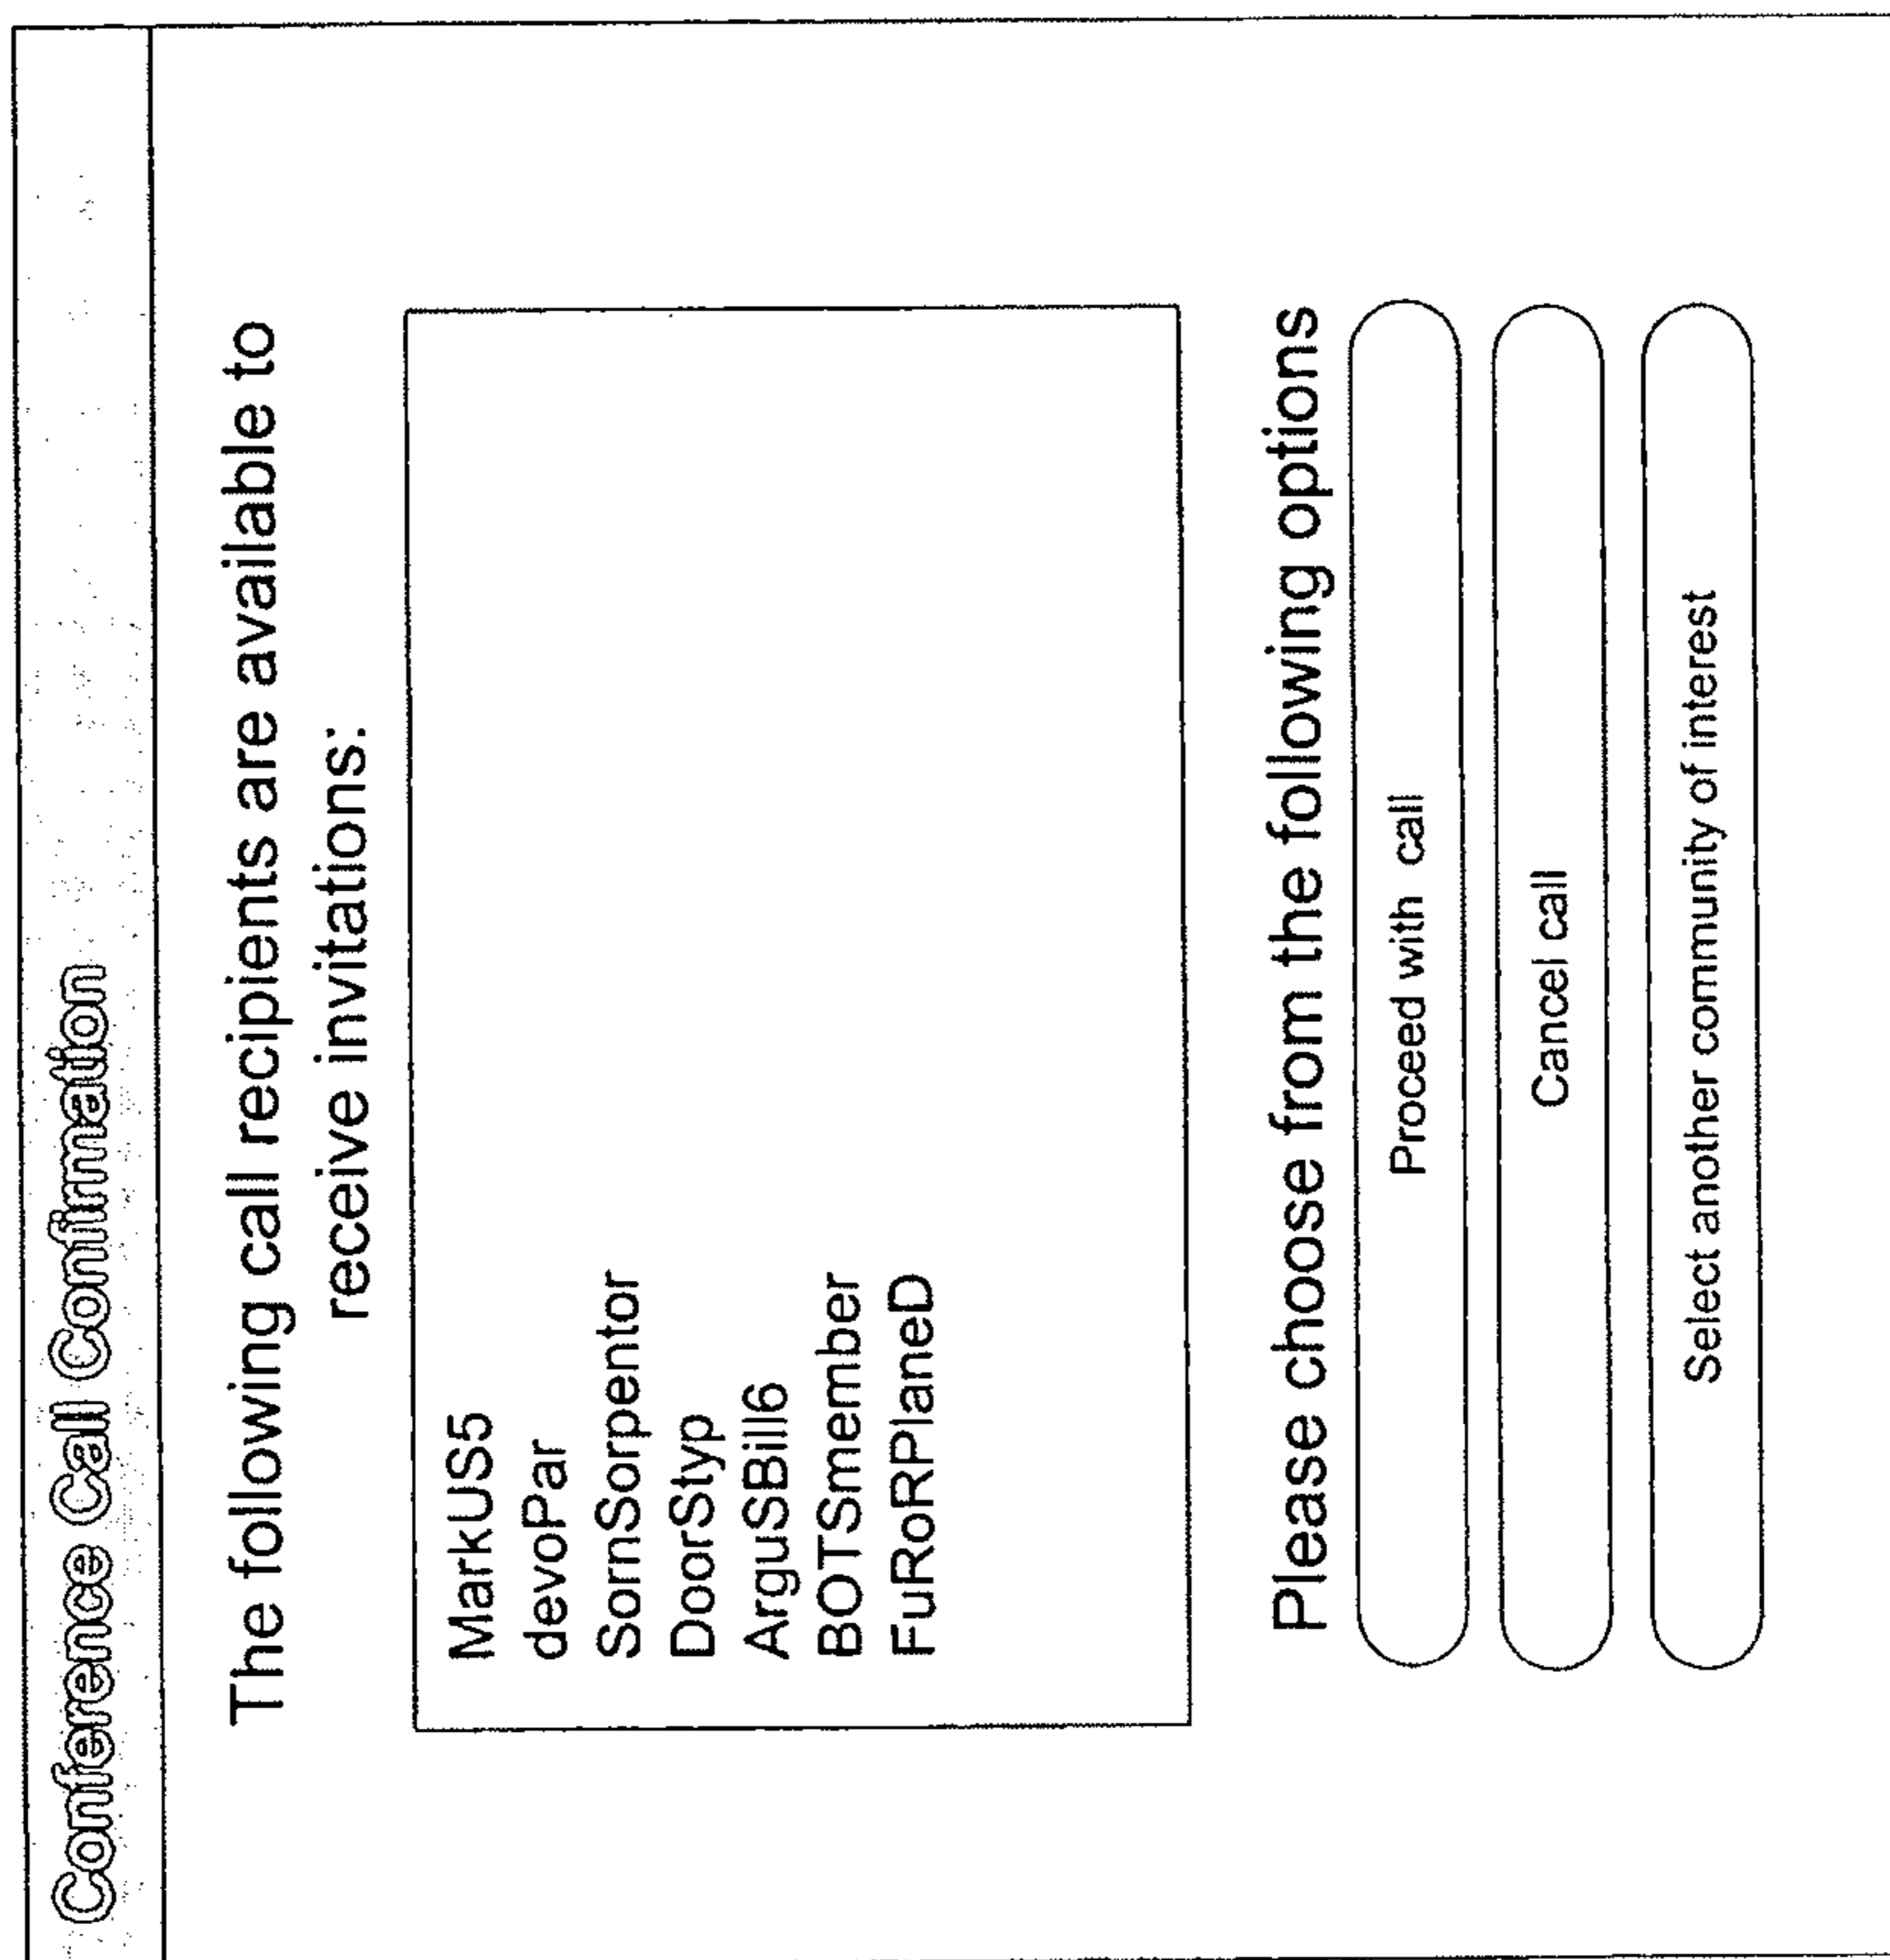 Conference Call Confirmation
The following call recipients are available to
receive invitations:
MarkUS5
devoPar
SornSorpentor
DoorStyp
ArguSBill6
BOTSmember
FuRoRPlaneD
Please choose from the following options
Proceed with call
Cancel call
Select another community of interest